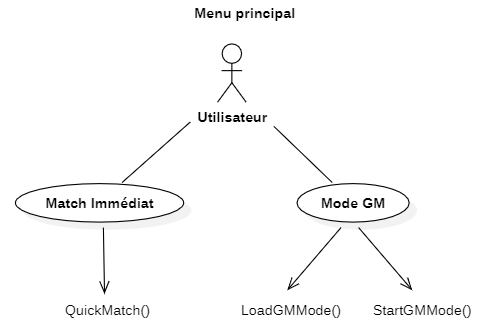 Menu principal
Utilisateur
Match Immédiat
Mode GM
QuickMatch()
LoadGMMode()
StartGMMode()